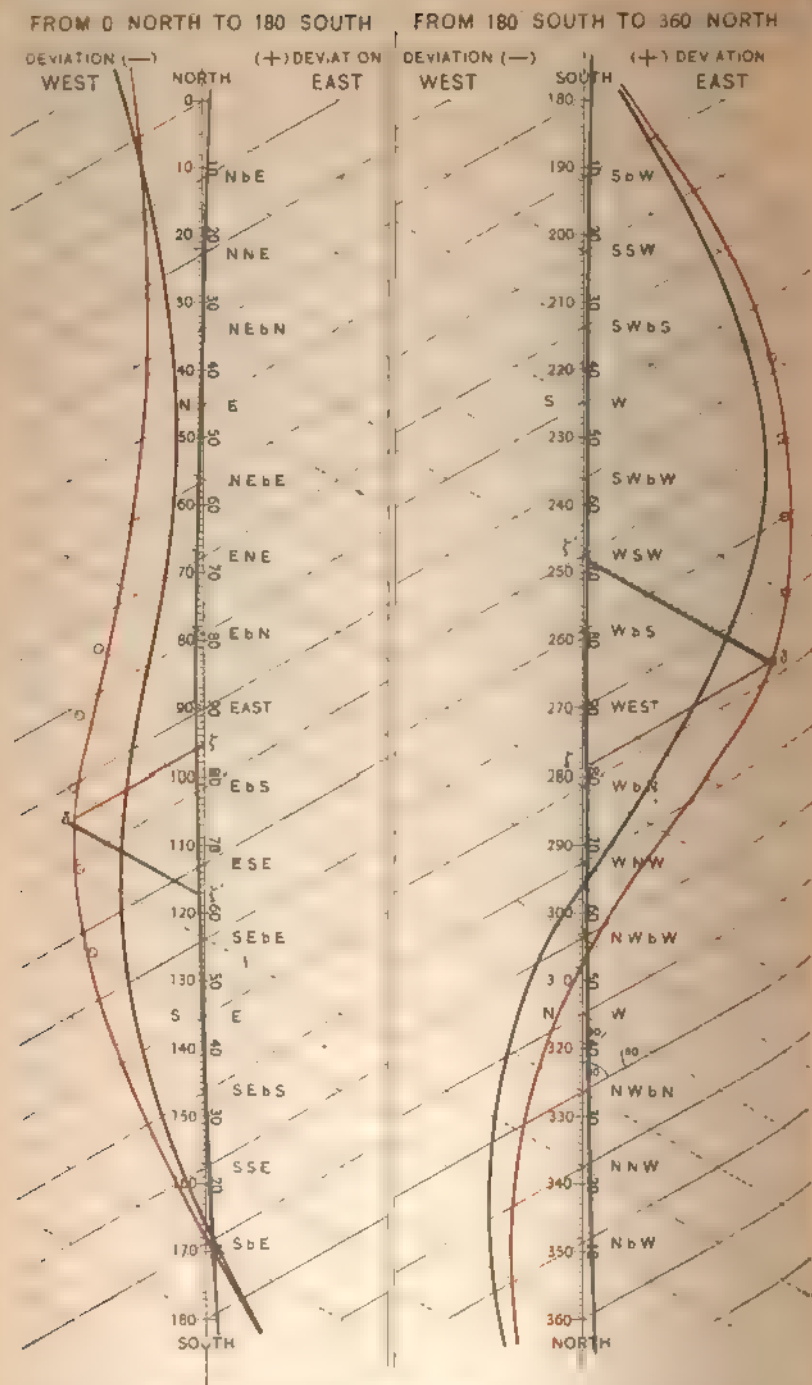 FROM 0 NORTH TO 180 SOUTH
DEVIATION (—) NORTH (+) DEVIAT ON
WEST EAST
0
10 NbE
20 NNE
30 NEbN
40
N E
50
NEbE
60
ENE
70
80 EbN
90 EAST
100 EbS
110
ESE
120
SEbE
130
S E
140
SEbS
150
SSE
160
SbE
170
180
SOUTH
FROM 180 SOUTH TO 360 NORTH
DEVIATION (—) SOUTH (+) DEVIATION
WEST EAST
180
190 SbW
200 SSW
210
SWbS
220
S W
230
SWbW
240
WSW
250
260 WbS
270 WEST
280 WbN
290 WNW
300
NWbW
310
N W
320
NWbN
330
NNW
340
NbW
350
360
NORTH